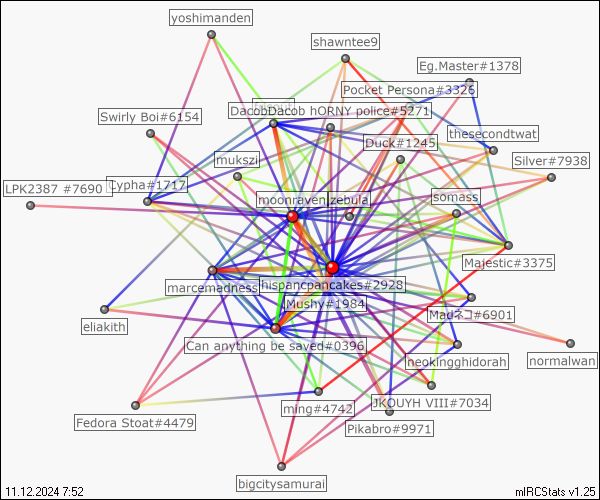 yoshimanden
shawntee9
Eg.Master#1378
Pocket Persona#3326
DacobDacob hORNY police#5271
Swirly Boi#6154
thesecondtwat
Duck#1245
mukszi
Silver#7938
LPK2387 #7690
Cypha#1717
moonraven
zebula
somass
Majestic#3375
marcemadness
hispancpancakes#2928
Mushy#1984
Madネコ#6901
eliakith
Can anything be saved#0396
neokingghidorah
normalwan
JKOUYH VIII#7034
ming#4742
Fedora Stoat#4479
Pikabro#9971
bigcitysamurai
11.12.2024 7:52
mIRCStats v1.25